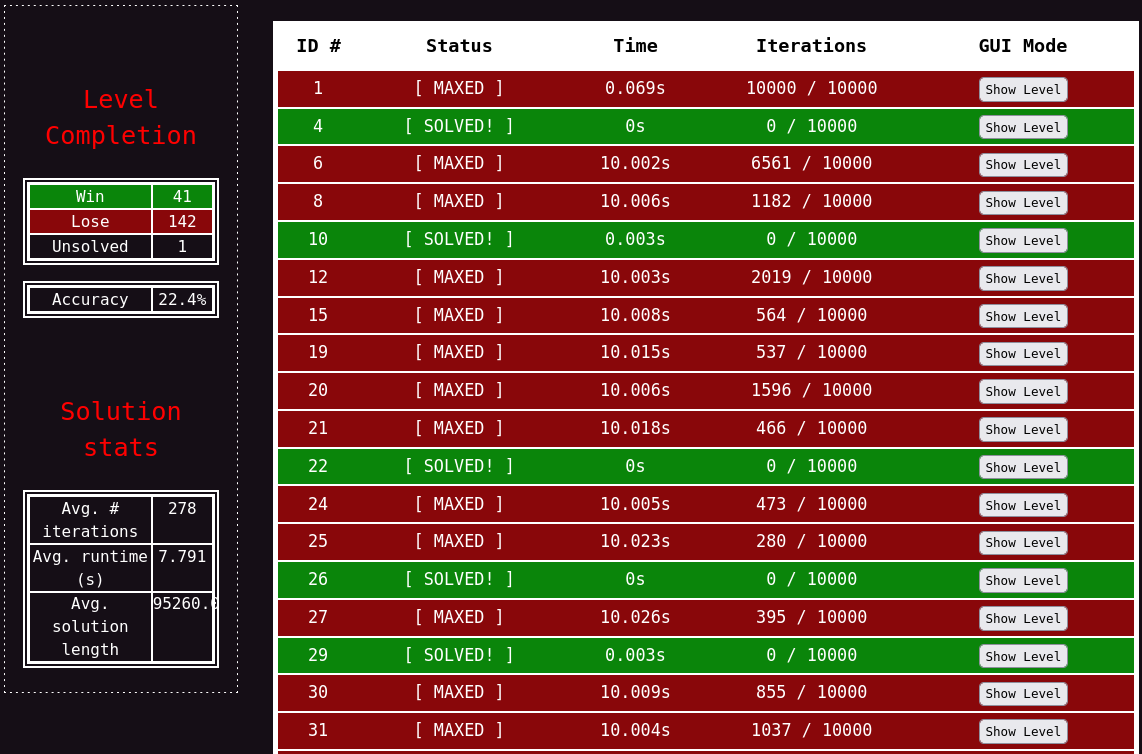 Level
Completion
Win 41
Lose 142
Unsolved 1
Accuracy 22.4%
Solution
stats
Avg. # iterations 278
Avg. runtime (s) 7.791
Avg. solution length 95260.
ID # Status Time Iterations GUI Mode
1 [ MAXED ] 0.069s 10000 / 10000 Show Level
4 [ SOLVED! ] 0s 0 / 10000 Show Level
6 [ MAXED ] 10.002s 6561 / 10000 Show Level
8 [ MAXED ] 10.006s 1182 / 10000 Show Level
10 [ SOLVED! ] 0.003s 0 / 10000 Show Level
12 [ MAXED ] 10.003s 2019 / 10000 Show Level
15 [ MAXED ] 10.008s 564 / 10000 Show Level
19 [ MAXED ] 10.015s 537 / 10000 Show Level
20 [ MAXED ] 10.006s 1596 / 10000 Show Level
21 [ MAXED ] 10.018s 466 / 10000 Show Level
22 [ SOLVED! ] 0s 0 / 10000 Show Level
24 [ MAXED ] 10.005s 473 / 10000 Show Level
25 [ MAXED ] 10.023s 280 / 10000 Show Level
26 [ SOLVED! ] 0s 0 / 10000 Show Level
27 [ MAXED ] 10.026s 395 / 10000 Show Level
29 [ SOLVED! ] 0.003s 0 / 10000 Show Level
30 [ MAXED ] 10.009s 855 / 10000 Show Level
31 [ MAXED ] 10.004s 1037 / 10000 Show Level